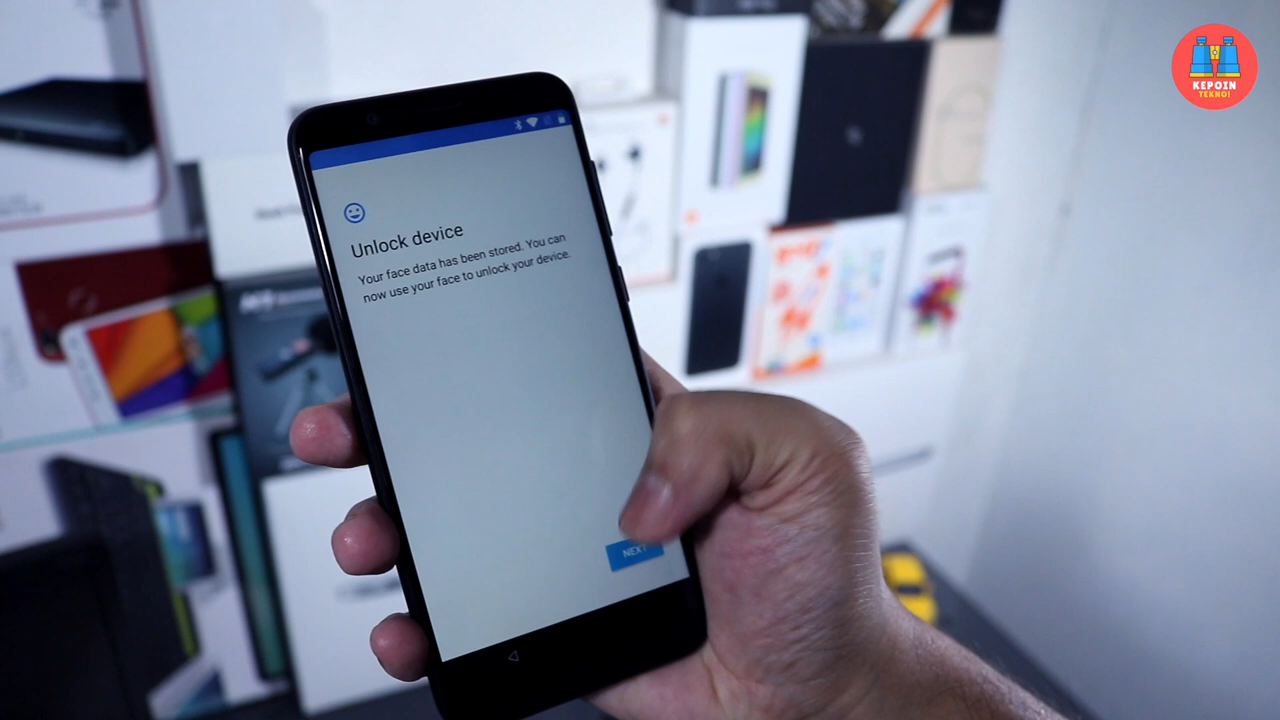 KEPOIN
TEKNO!
Unlock device
Your face data has been stored. You can
now use your face to unlock your device.
NEXT